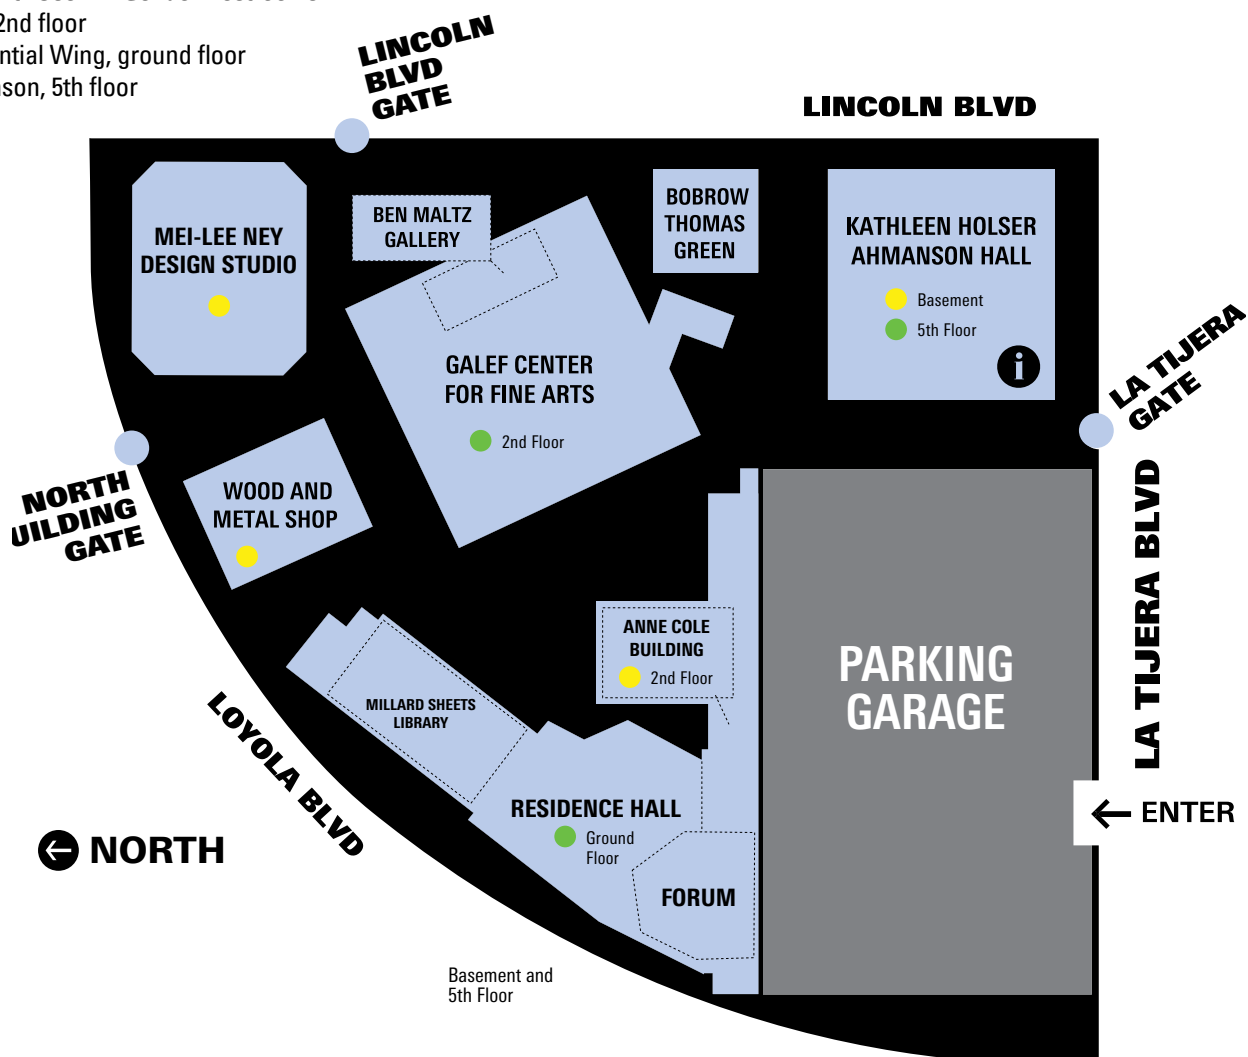 2nd floor
ntial Wing, ground floor
nson, 5th floor
LINCOLN
BLVD
GATE
LINCOLN BLVD
MEI-LEE NEY
DESIGN STUDIO
BEN MALTZ
GALLERY
BOBROW
THOMAS
GREEN
KATHLEEN HOLSER
AHMANSON HALL
Basement
5th Floor
i
LA TIJERA
GATE
GALEF CENTER
FOR FINE ARTS
2nd Floor
NORTH
UILDING
GATE
WOOD AND
METAL SHOP
LA TIJERA BLVD
ANNE COLE
BUILDING
2nd Floor
PARKING
GARAGE
MILLARD SHEETS
LIBRARY
LOYOLA BLVD
RESIDENCE HALL
Ground
Floor
ENTER
NORTH
FORUM
Basement and
5th Floor